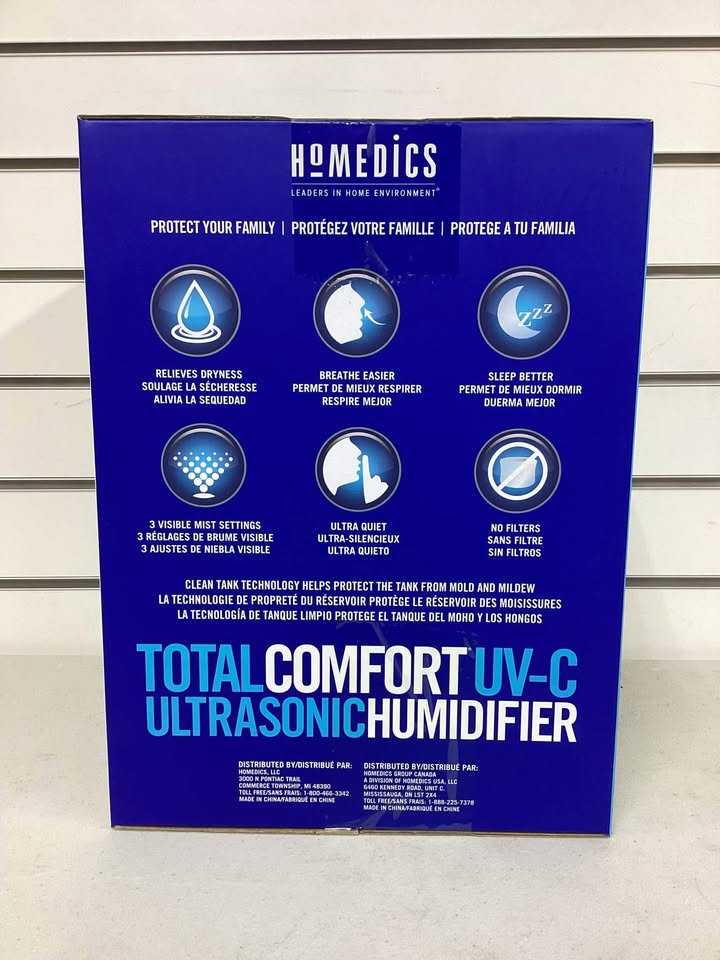 HoMEDiCS
LEADERS IN HOME ENVIRONMENT®
PROTECT YOUR FAMILY | PROTÉGEZ VOTRE FAMILLE | PROTEGE A TU FAMILIA
zzz
RELIEVES DRYNESS
SOULAGE LA SÉCHERESSE
ALIVIA LA SEQUEDAD
BREATHE EASIER
PERMET DE MIEUX RESPIRER
RESPIRE MEJOR
SLEEP BETTER
PERMET DE MIEUX DORMIR
DUERMA MEJOR
3 VISIBLE MIST SETTINGS
3 RÉGLAGES DE BRUME VISIBLE
3 AJUSTES DE NIEBLA VISIBLE
ULTRA QUIET
ULTRA-SILENCIEUX
ULTRA QUIETO
NO FILTERS
SANS FILTRE
SIN FILTROS
CLEAN TANK TECHNOLOGY HELPS PROTECT THE TANK FROM MOLD AND MILDEW
LA TECHNOLOGIE DE PROPRETÉ DU RÉSERVOIR PROTÈGE LE RÉSERVOIR DES MOISISSURES
LA TECNOLOGÍA DE TANQUE LIMPIO PROTEGE EL TANQUE DEL MOHO Y LOS HONGOS
TOTALCOMFORT UV-C
ULTRASONICHUMIDIFIER
DISTRIBUTED BY/DISTRIBUÉ PAR:
HOMEDICS, LLC
3000 N PONTIAC TRAIL
COMMERCE TOWNSHIP, MI 48390
TOLL FREE/SANS FRAIS: 1-800-466-3342
MADE IN CHINA/FABRIQUÉ EN CHINE
DISTRIBUTED BY/DISTRIBUÉ PAR:
HOMEDICS GROUP CANADA
A DIVISION OF HOMEDICS USA, LLC
6460 KENNEDY ROAD, UNIT C.
MISSISSAUGA, ON L5T 2X4
TOLL FREE/SANS FRAIS: 1-888-225-7378
MADE IN CHINA/FABRIQUÉ EN CHINE